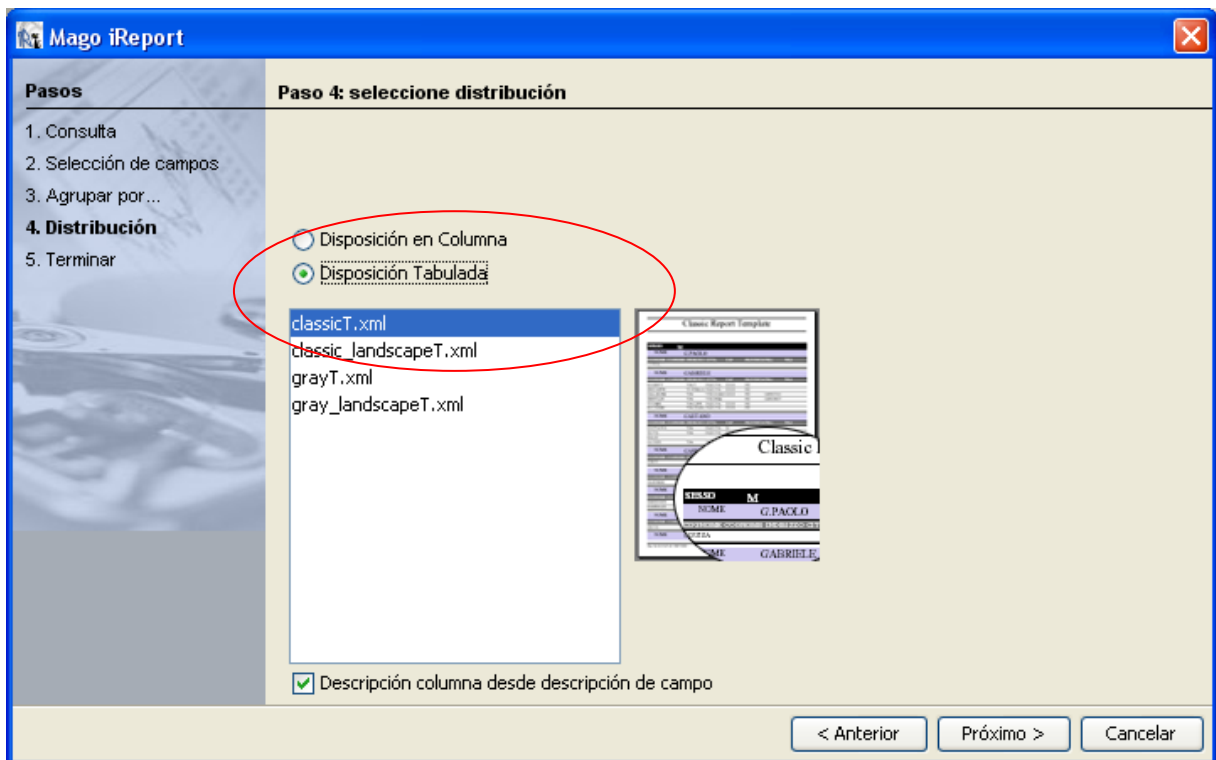 Mago iReport
Pasos
1. Consulta
2. Selección de campos
3. Agrupar por...
4. Distribución
5. Terminar
Paso 4: seleccione distribución
Disposición en Columna
Disposición Tabulada
classicT.xml
classic_landscapeT.xml
grayT.xml
gray_landscapeT.xml
Classic Report Template
Classic
SESSO M
NOME G.PAOLO
GABRIELE
Descripción columna desde descripción de campo
< Anterior
Próximo >
Cancelar